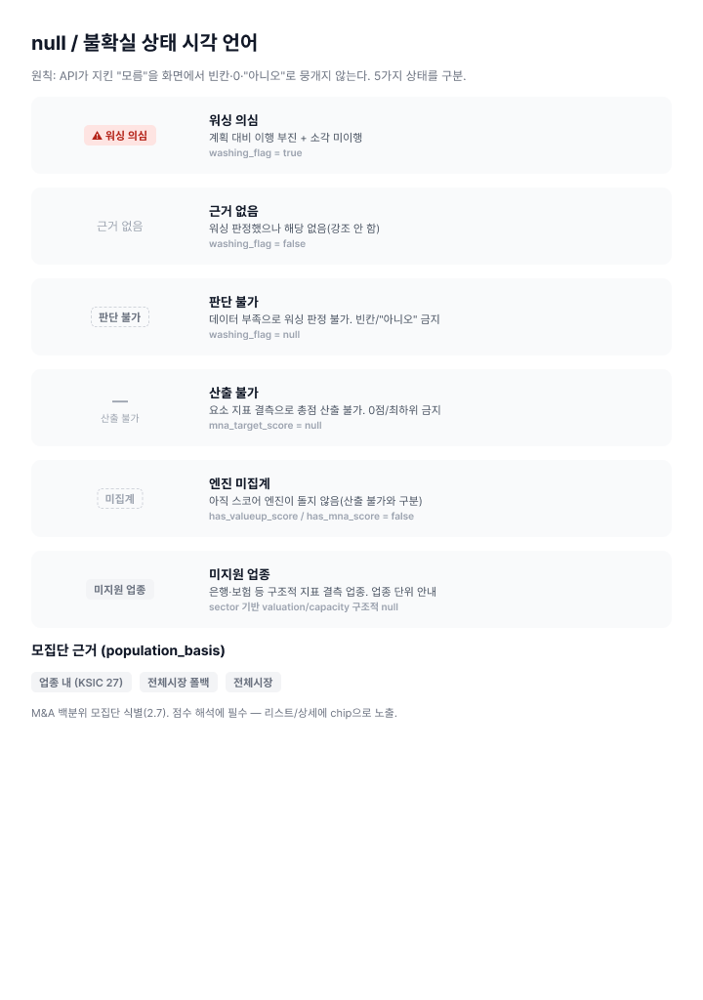 null / 불확실 상태 시각 언어
원칙: API가 지킨 "모름"을 화면에서 빈칸·0·"아니오"로 뭉개지 않는다. 5가지 상태를 구분.
⚠ 워싱 의심
워싱 의심
계획 대비 이행 부진 + 소각 미이행
washing_flag = true
근거 없음
근거 없음
워싱 판정했으나 해당 없음(강조 안 함)
washing_flag = false
판단 불가
판단 불가
데이터 부족으로 워싱 판정 불가. 빈칸/"아니오" 금지
washing_flag = null
—
산출 불가
산출 불가
요소 지표 결측으로 총점 산출 불가. 0점/최하위 금지
mna_target_score = null
미집계
엔진 미집계
아직 스코어 엔진이 돌지 않음(산출 불가와 구분)
has_valueup_score / has_mna_score = false
미지원 업종
미지원 업종
은행·보험 등 구조적 지표 결측 업종. 업종 단위 안내
sector 기반 valuation/capacity 구조적 null
모집단 근거 (population_basis)
업종 내 (KSIC 27) 전체시장 폴백 전체시장
M&A 백분위 모집단 식별(2.7). 점수 해석에 필수 — 리스트/상세에 chip으로 노출.